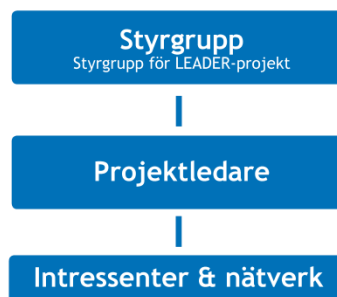 Styrgrupp
Styrgrupp för LEADER-projekt
Projektledare
Intressenter & nätverk